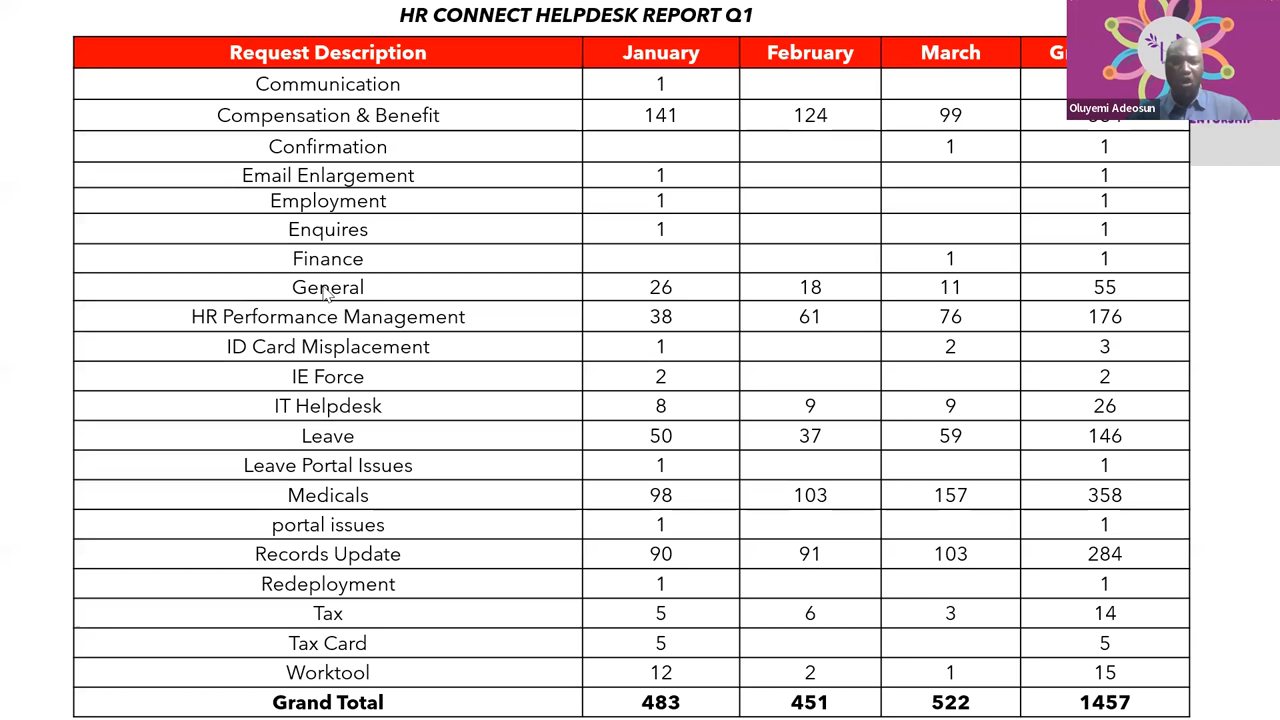 HR CONNECT HELPDESK REPORT Q1
Request Description January February March
Oluyemi Adeosun
Communication 1
Compensation & Benefit 141 124 99
Confirmation 1 1
Email Enlargement 1 1
Employment 1 1
Enquires 1 1
Finance 1 1
General 26 18 11 55
HR Performance Management 38 61 76 176
ID Card Misplacement 1 2 3
IE Force 2 2
IT Helpdesk 8 9 9 26
Leave 50 37 59 146
Leave Portal Issues 1 1
Medicals 98 103 157 358
portal issues 1 1
Records Update 90 91 103 284
Redeployment 1 1
Tax 5 6 3 14
Tax Card 5 5
Worktool 12 2 1 15
Grand Total 483 451 522 1457